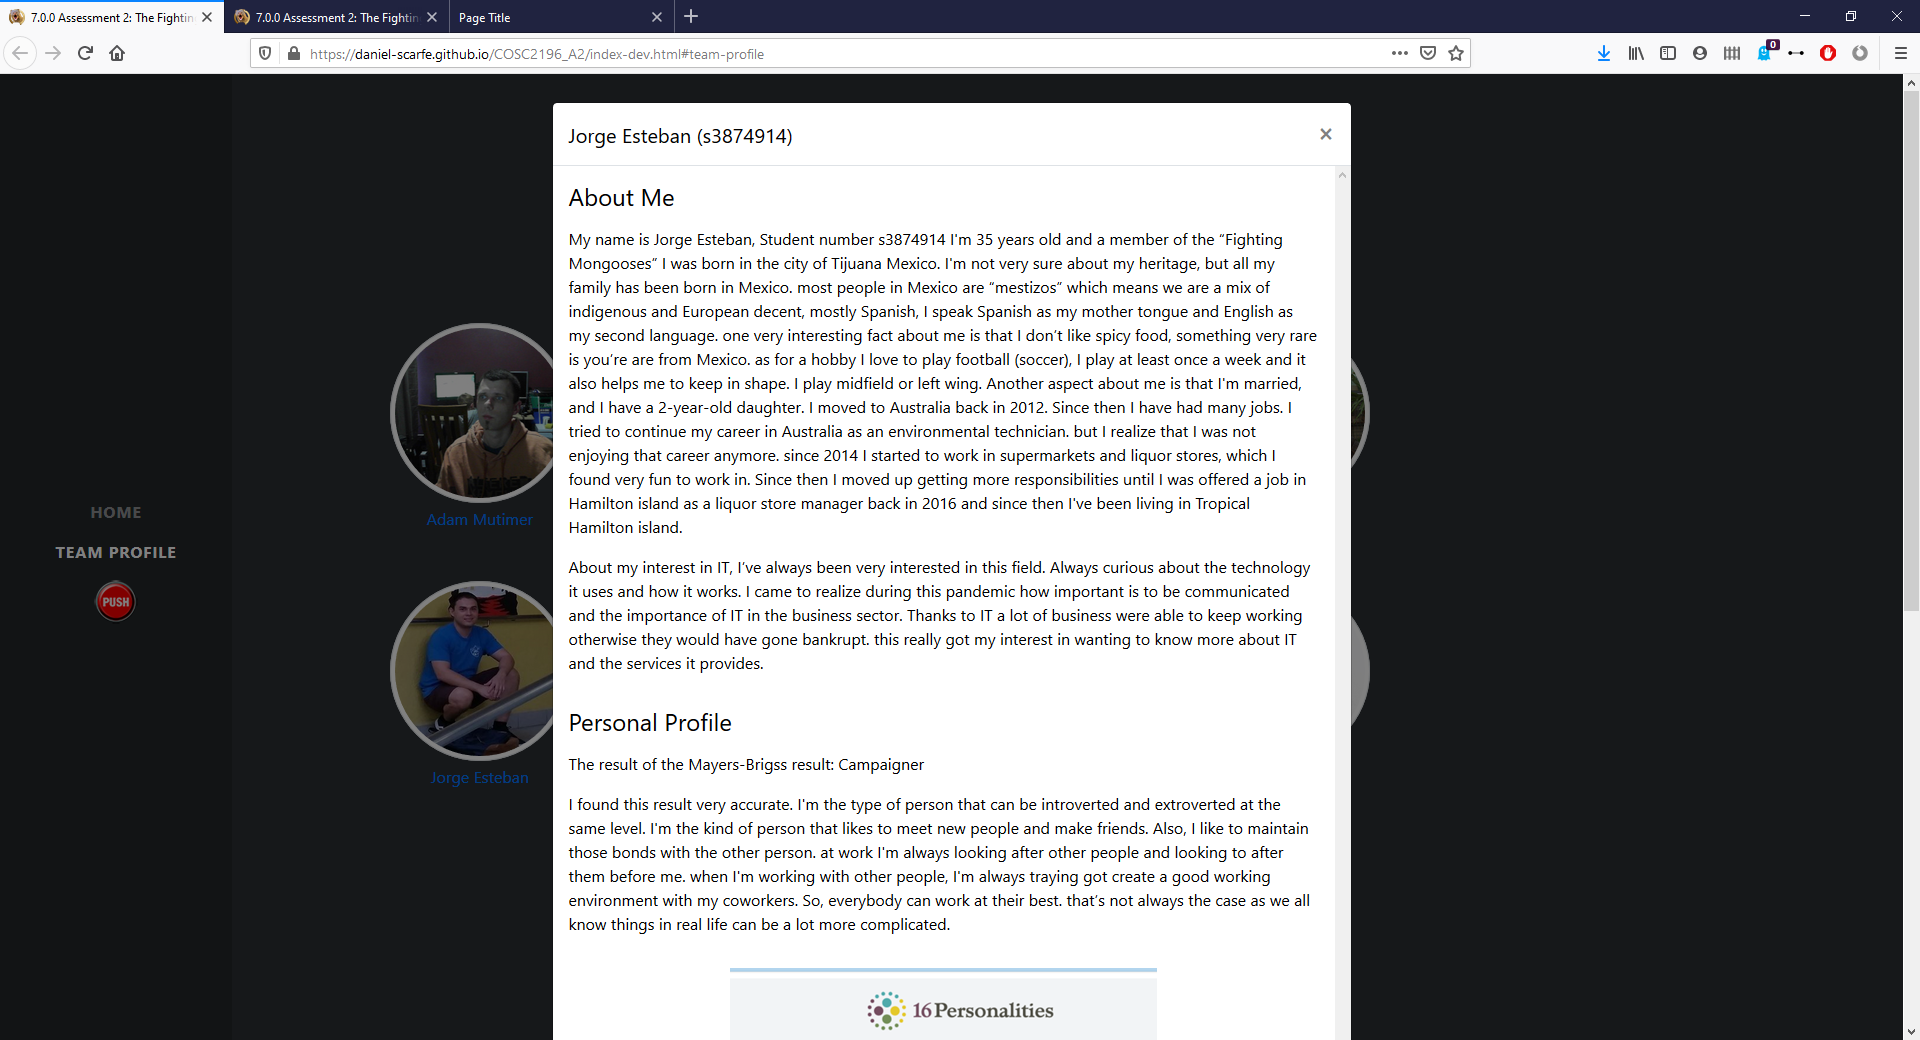 7.0.0 Assessment 2: The Fightin
7.0.0 Assessment 2: The Fightin
Page Title
https://daniel-scarfe.github.io/COSC2196_A2/index-dev.html#team-profile
0
Jorge Esteban (s3874914)
About Me
My name is Jorge Esteban, Student number s3874914 I'm 35 years old and a member of the “Fighting
Mongooses” I was born in the city of Tijuana Mexico. I'm not very sure about my heritage, but all my
family has been born in Mexico. most people in Mexico are “mestizos” which means we are a mix of
indigenous and European decent, mostly Spanish, I speak Spanish as my mother tongue and English as
my second language. one very interesting fact about me is that I don’t like spicy food, something very rare
is you’re are from Mexico. as for a hobby I love to play football (soccer), I play at least once a week and it
also helps me to keep in shape. I play midfield or left wing. Another aspect about me is that I'm married,
and I have a 2-year-old daughter. I moved to Australia back in 2012. Since then I have had many jobs. I
tried to continue my career in Australia as an environmental technician. but I realize that I was not
enjoying that career anymore. since 2014 I started to work in supermarkets and liquor stores, which I
found very fun to work in. Since then I moved up getting more responsibilities until I was offered a job in
Hamilton island as a liquor store manager back in 2016 and since then I've been living in Tropical
Hamilton island.
About my interest in IT, I’ve always been very interested in this field. Always curious about the technology
it uses and how it works. I came to realize during this pandemic how important is to be communicated
and the importance of IT in the business sector. Thanks to IT a lot of business were able to keep working
otherwise they would have gone bankrupt. this really got my interest in wanting to know more about IT
and the services it provides.
Personal Profile
The result of the Mayers-Brigss result: Campaigner
I found this result very accurate. I'm the type of person that can be introverted and extroverted at the
same level. I'm the kind of person that likes to meet new people and make friends. Also, I like to maintain
those bonds with the other person. at work I'm always looking after other people and looking to after
them before me. when I'm working with other people, I'm always traying got create a good working
environment with my coworkers. So, everybody can work at their best. that’s not always the case as we all
know things in real life can be a lot more complicated.
16Personalities
HOME
TEAM PROFILE
PUSH
Adam Mutimer
Jorge Esteban